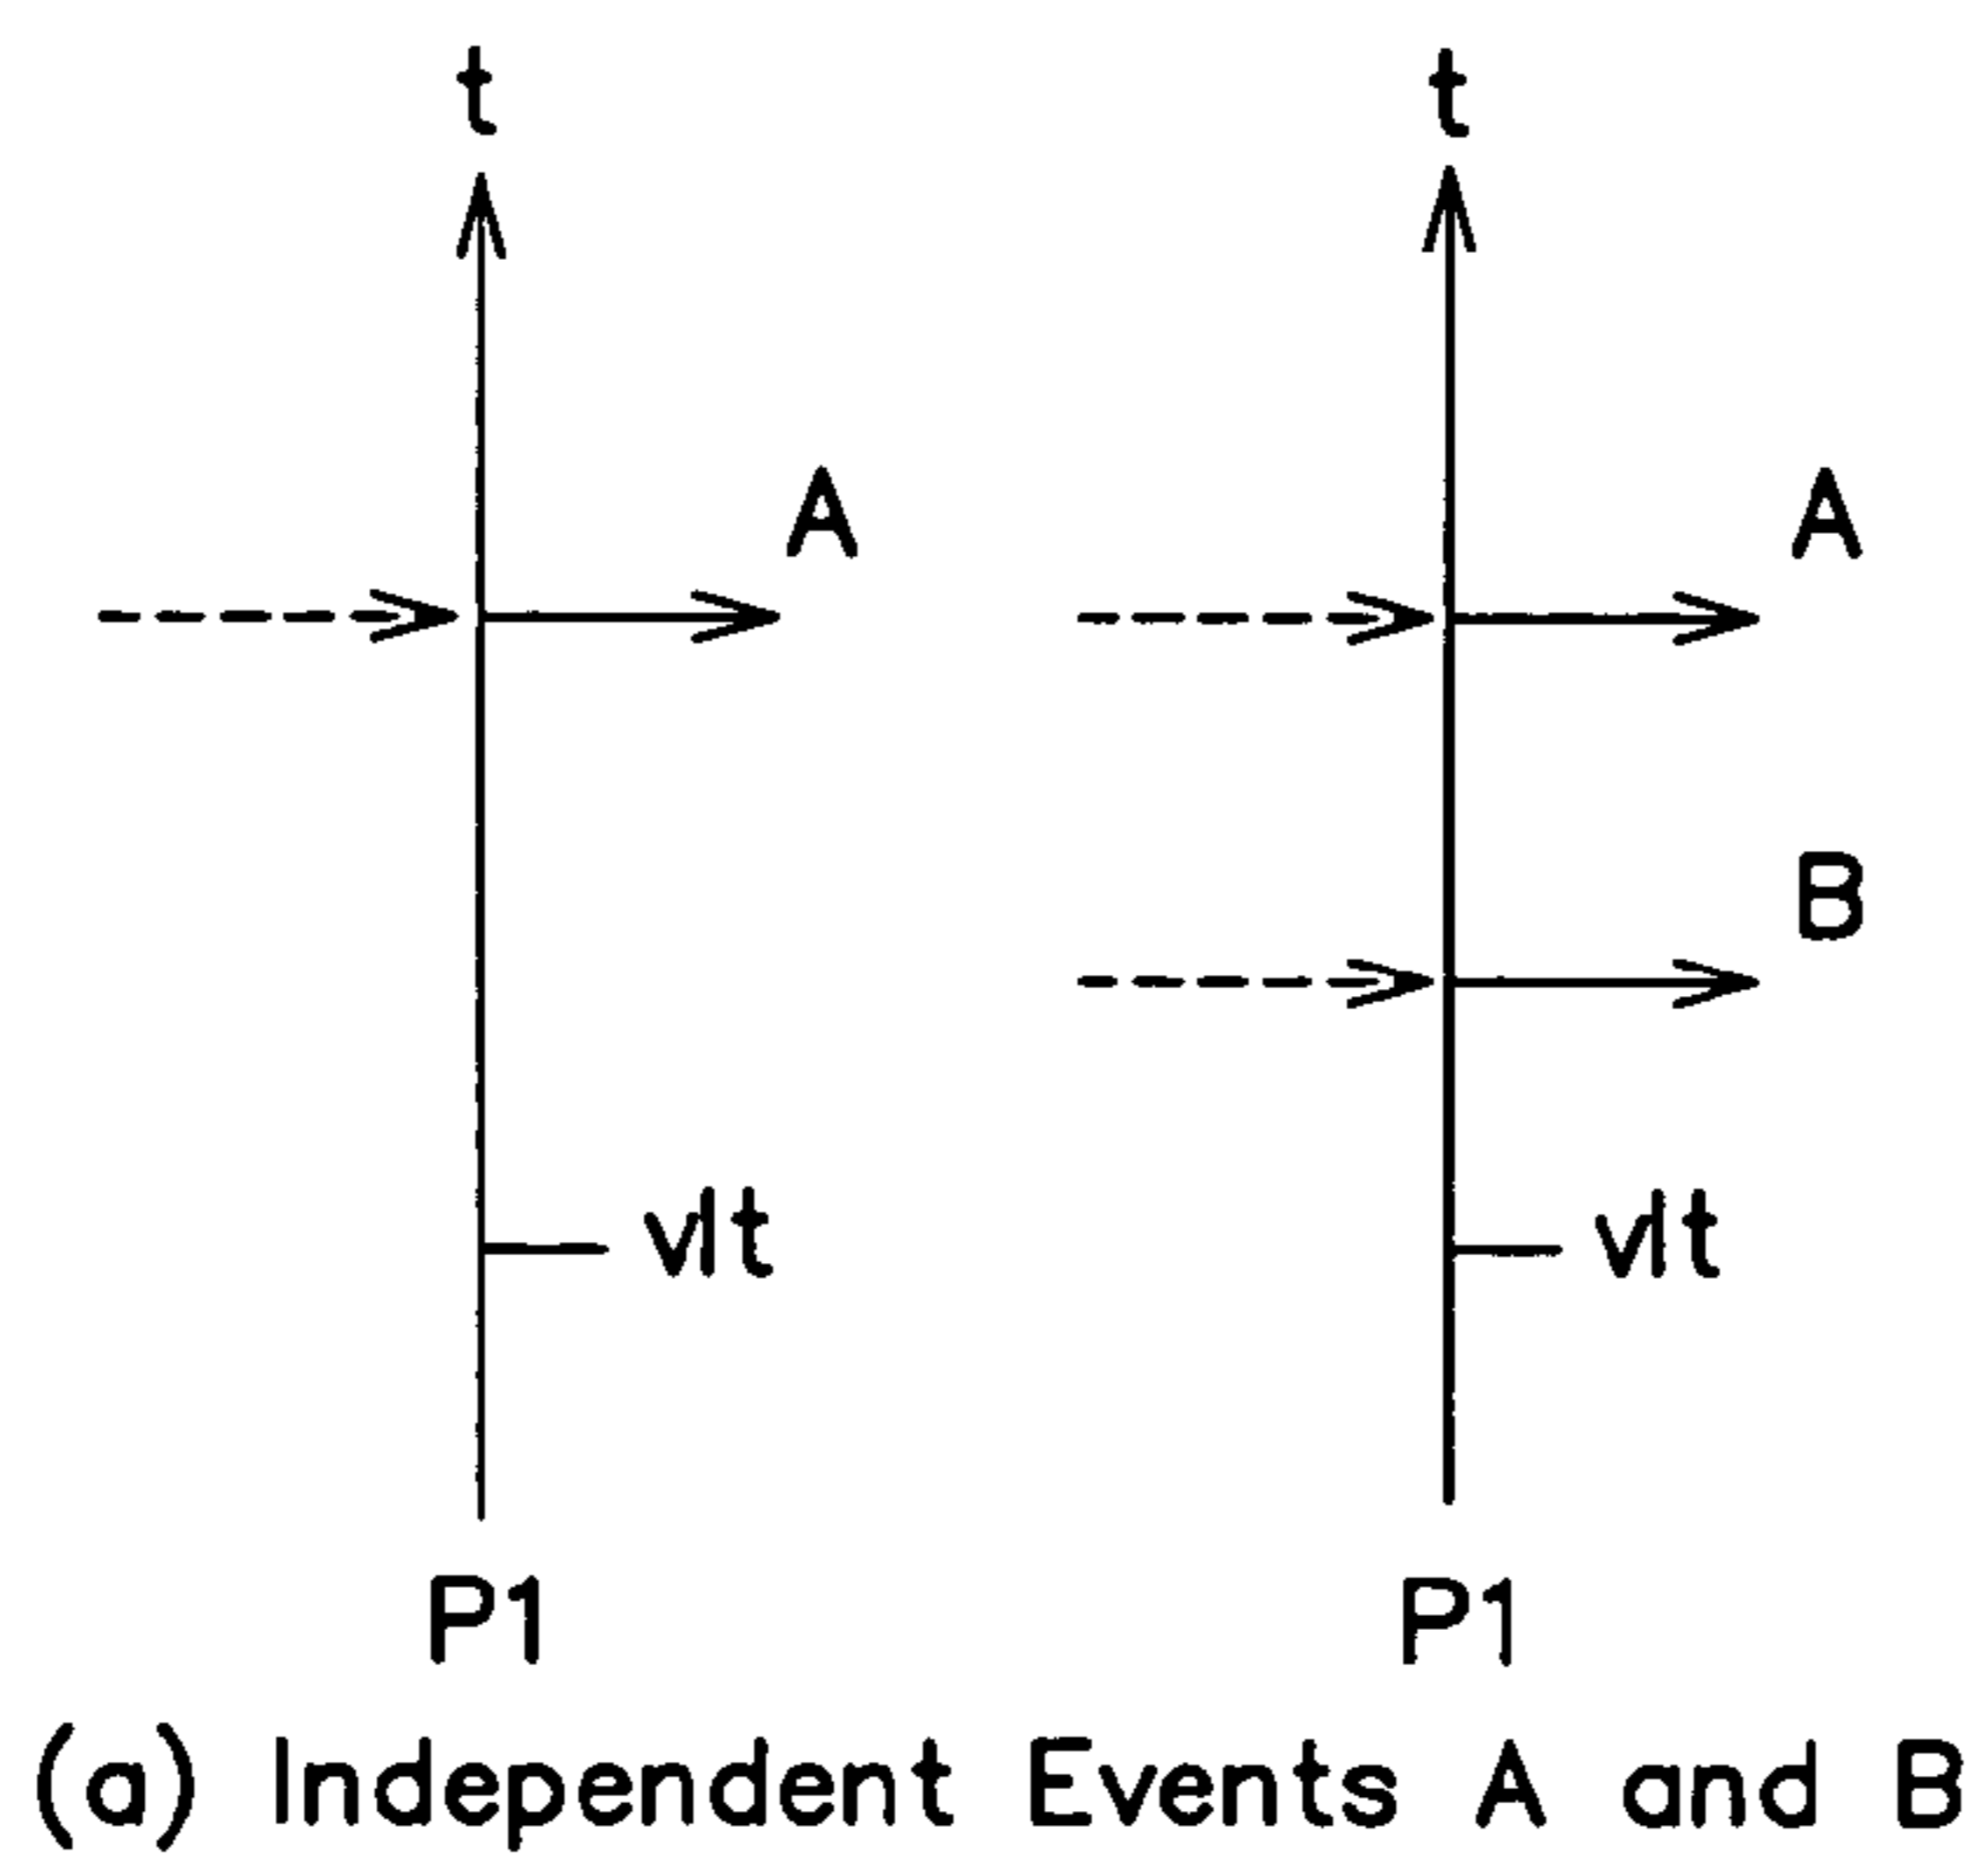 t t
A A
B
vlt vlt
P1 P1
(a) Independent Events A and B